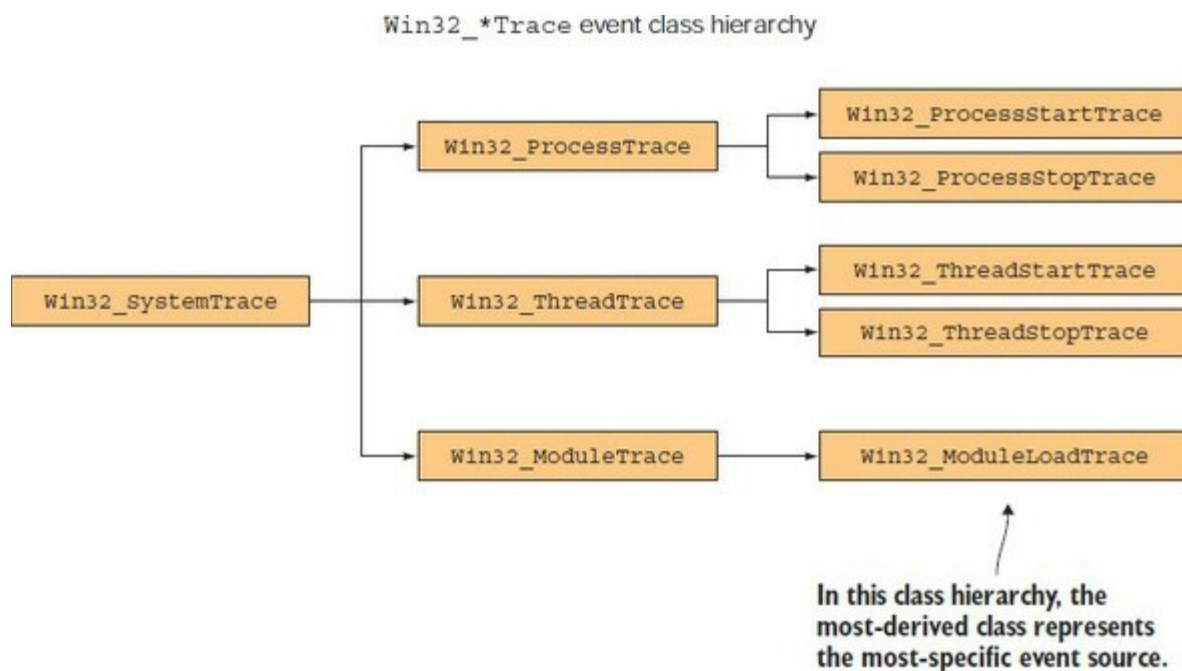 Win32_*Trace event class hierarchy
Win32_ProcessStartTrace
Win32_ProcessTrace
Win32_ProcessStopTrace
Win32_ThreadStartTrace
Win32_SystemTrace
Win32_ThreadTrace
Win32_ThreadStopTrace
Win32_ModuleTrace
Win32_ModuleLoadTrace
In this class hierarchy, the
most-derived class represents
the most-specific event source.